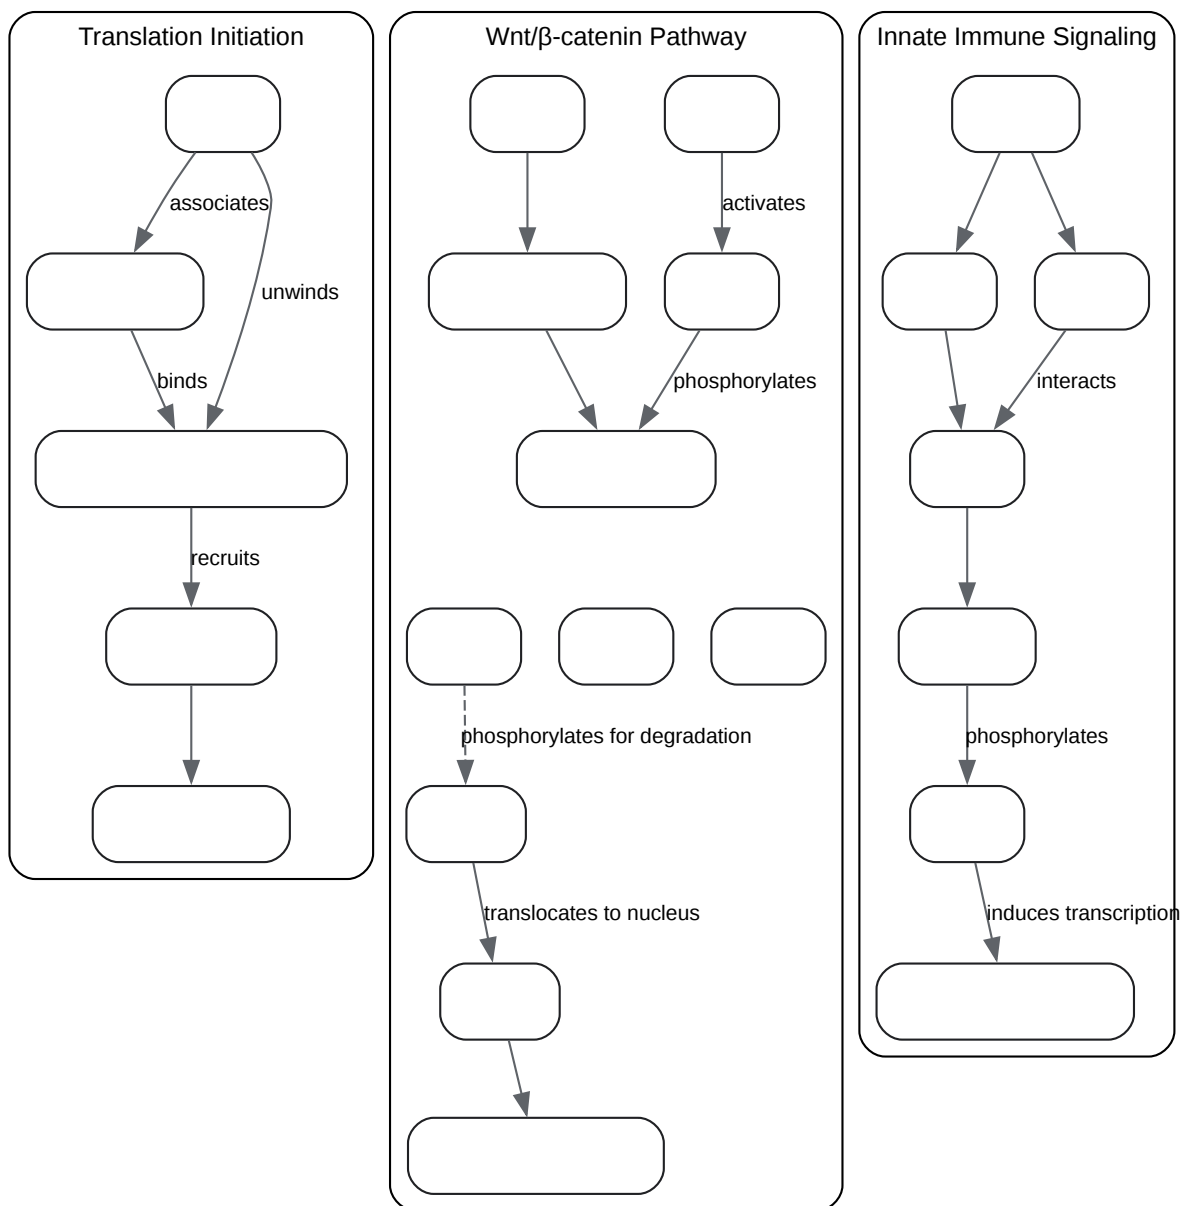 Translation Initiation
associates
unwinds
binds
recruits
Wnt/β-catenin Pathway
activates
phosphorylates
phosphorylates for degradation
translocates to nucleus
Innate Immune Signaling
interacts
phosphorylates
induces transcription